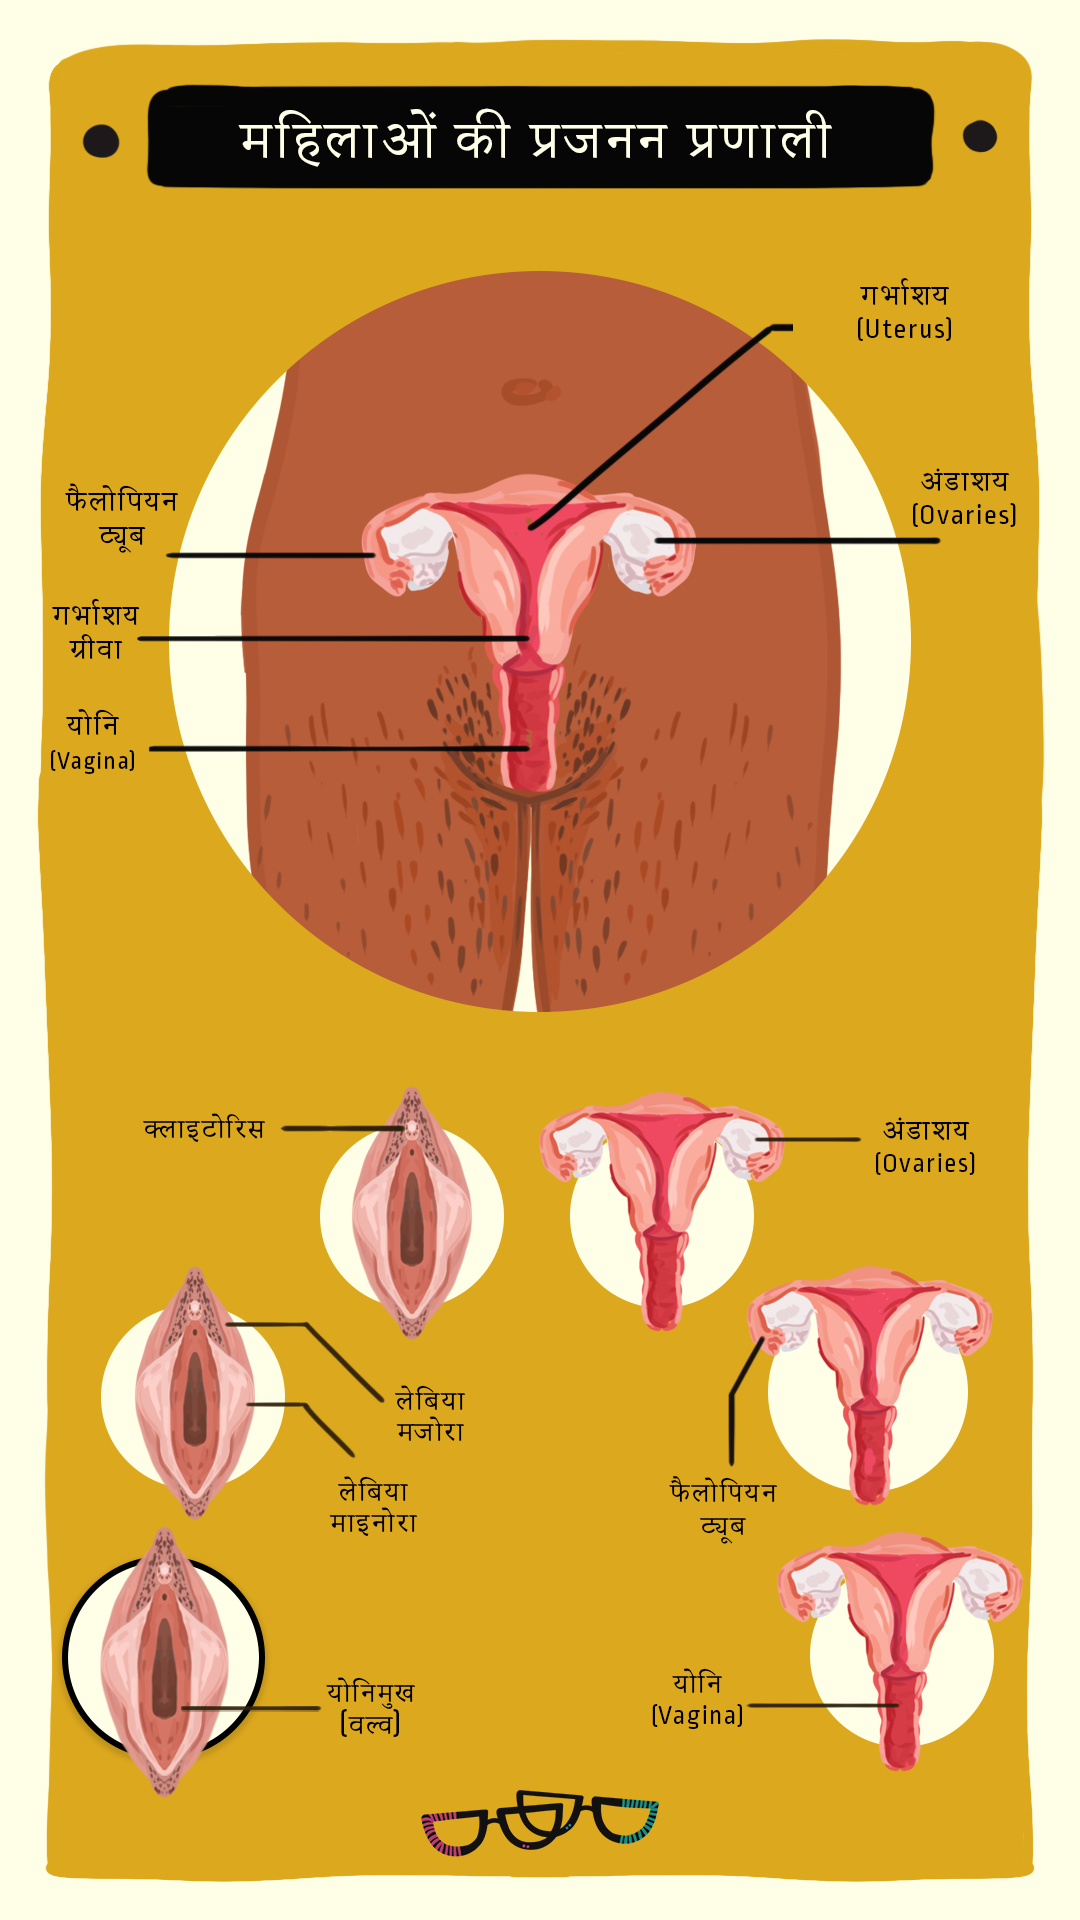 महिलाओं की प्रजनन प्रणाली
गर्भाशय
(Uterus)
अंडाशय
(Ovaries)
फैलोपियन
ट्यूब
गर्भाशय
ग्रीवा
योनि
(Vagina)
क्लाइटोरिस
अंडाशय
(Ovaries)
लेबिया
मजोरा
लेबिया
माइनोरा
फैलोपियन
ट्यूब
योनिमुख
(वल्व)
योनि
(Vagina)